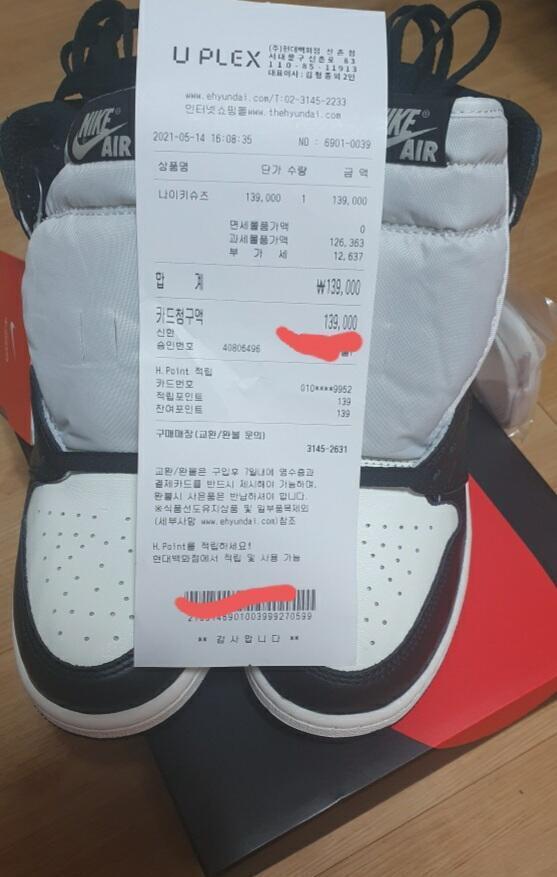 U PLEX
(주)현대백화점 신촌점
서대문구 신촌로 83
110-85-11913
대표이사:김형종외2인
www.ehyundai.com/T:02-3145-2233
인터넷쇼핑몰www.thehyundai.com
2021-05-14 16:08:35 NO : 6901-0039
상품명 단가 수량 금 액
나이키슈즈 139,000 1 139,000
면세물품가액 0
과세물품가액 126,363
부 가 세 12,637
합 계 ₩139,000
카드청구액 139,000
신한
승인번호 40806496
H.Point 적립
카드번호 010****9952
적립포인트 139
잔여포인트 139
구매매장(교환/환불 문의)
3145-2631
교환/환불은 구입후 7일내에 영수증과
결제카드를 반드시 제시해야 가능하며,
환불시 사은품은 반납하셔야 합니다.
※식품선도유지상품 및 일부품목제외
(세부사항 www.ehyundai.com)참조
H.Point를 적립하세요!
현대백화점에서 적립 및 사용 가능
** 감사합니다 **
NIKE
AIR
KE
AIR